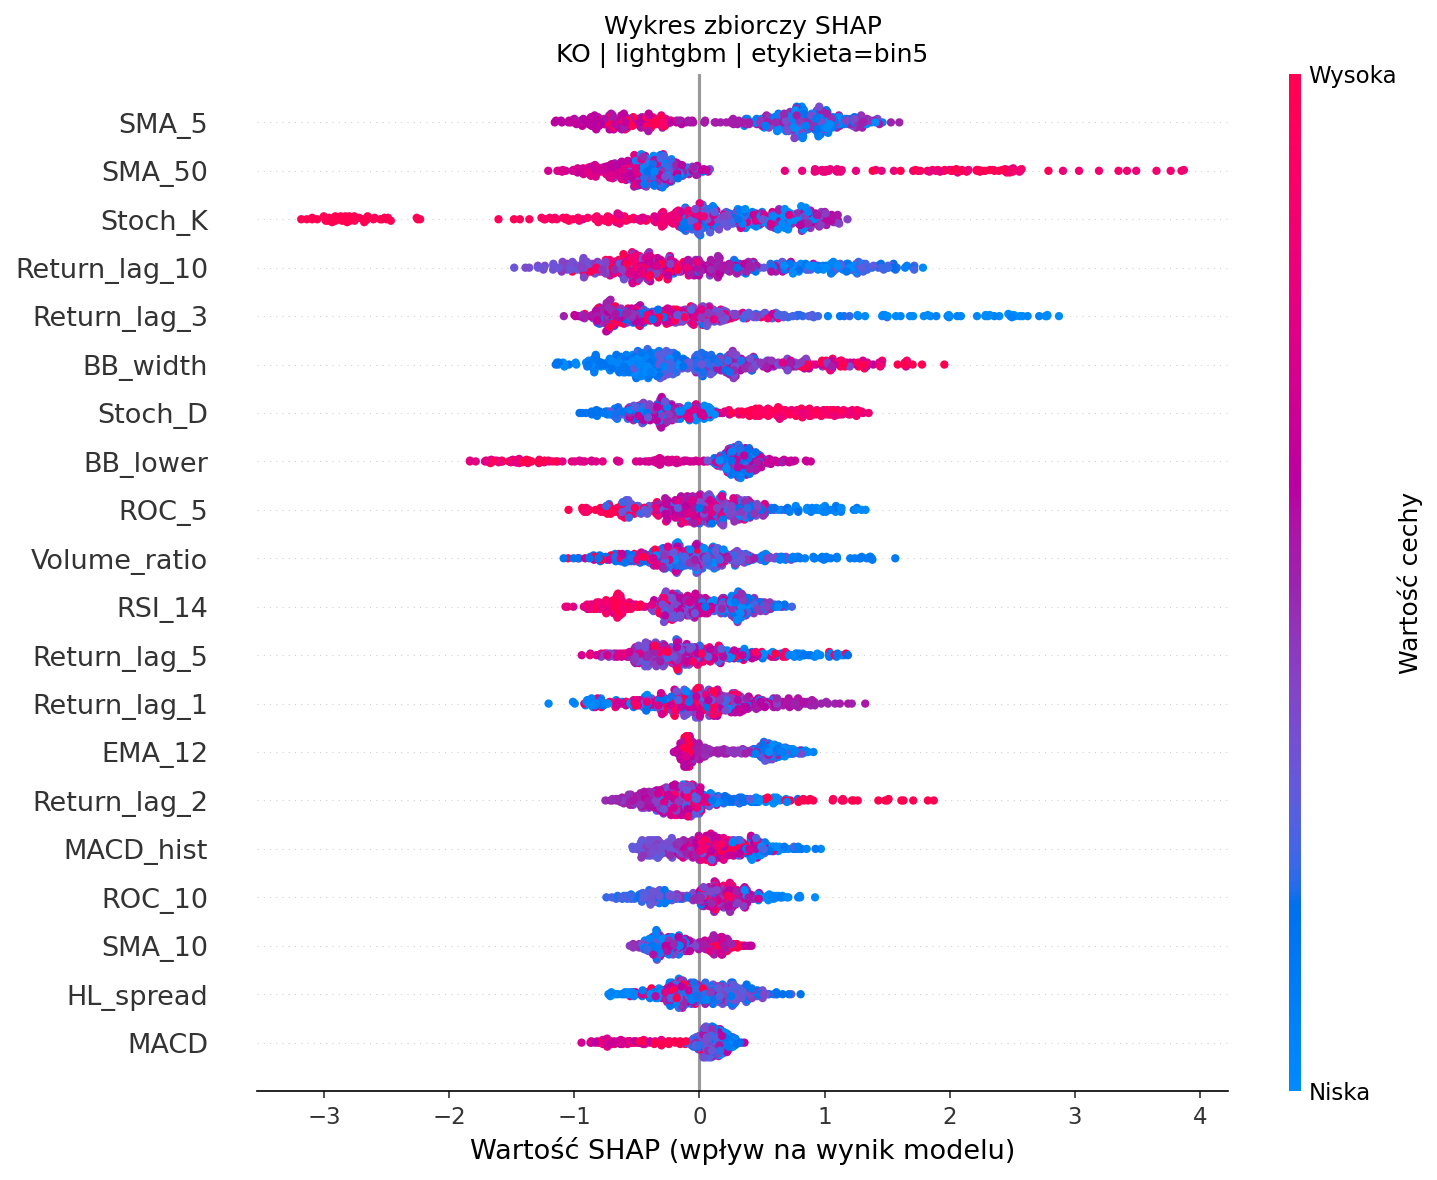 Wykres zbiorczy SHAP
KO | lightgbm | etykieta=bin5
SMA_5
SMA_50
Stoch_K
Return_lag_10
Return_lag_3
BB_width
Stoch_D
BB_lower
ROC_5
Volume_ratio
RSI_14
Return_lag_5
Return_lag_1
EMA_12
Return_lag_2
MACD_hist
ROC_10
SMA_10
HL_spread
MACD
−3 −2 −1 0 1 2 3 4
Wartość SHAP (wpływ na wynik modelu)
Wysoka
Niska
Wartość cechy